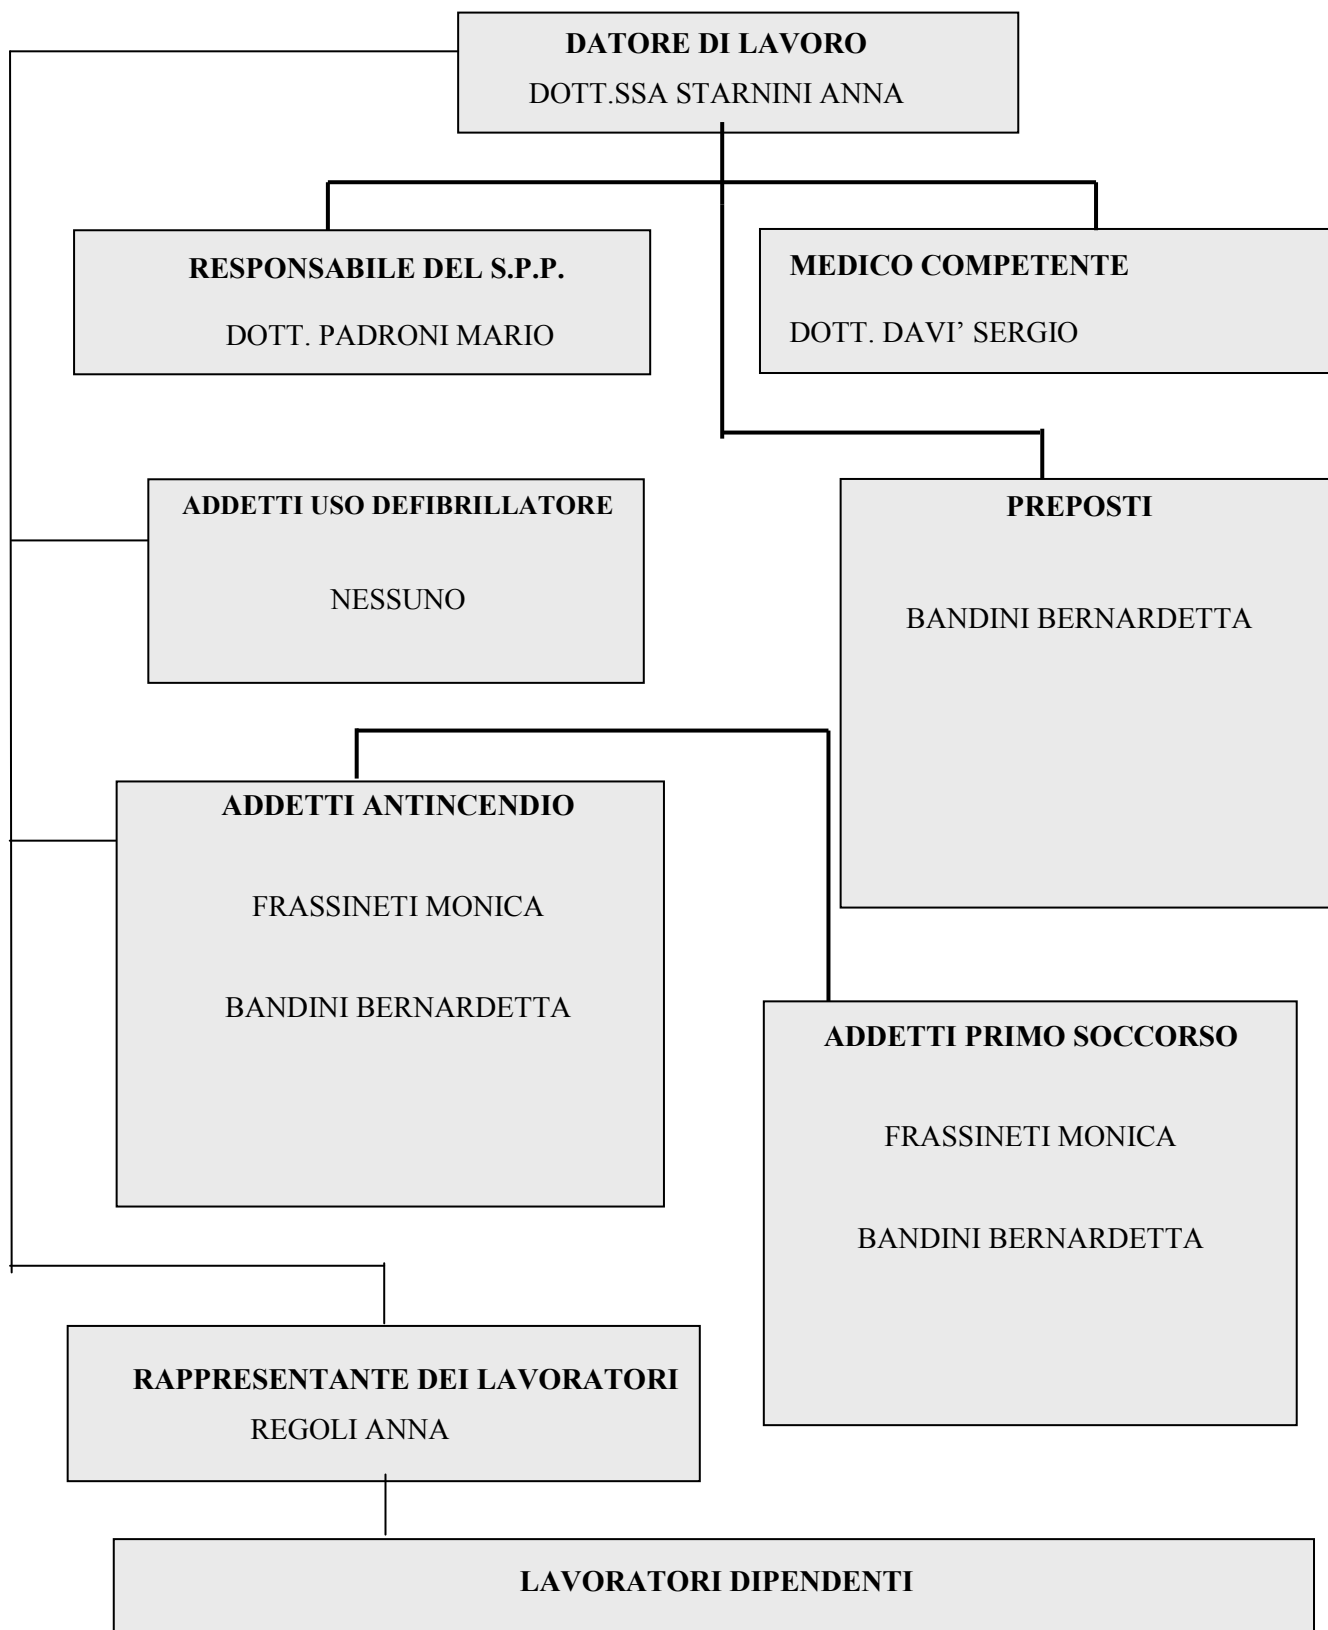 DATORE DI LAVORO
DOTT.SSA STARNINI ANNA
RESPONSABILE DEL S.P.P.
DOTT. PADRONI MARIO
MEDICO COMPETENTE
DOTT. DAVI’ SERGIO
ADDETTI USO DEFIBRILLATORE
NESSUNO
PREPOSTI
BANDINI BERNARDETTA
ADDETTI ANTINCENDIO
FRASSINETI MONICA
BANDINI BERNARDETTA
ADDETTI PRIMO SOCCORSO
FRASSINETI MONICA
BANDINI BERNARDETTA
RAPPRESENTANTE DEI LAVORATORI
REGOLI ANNA
LAVORATORI DIPENDENTI